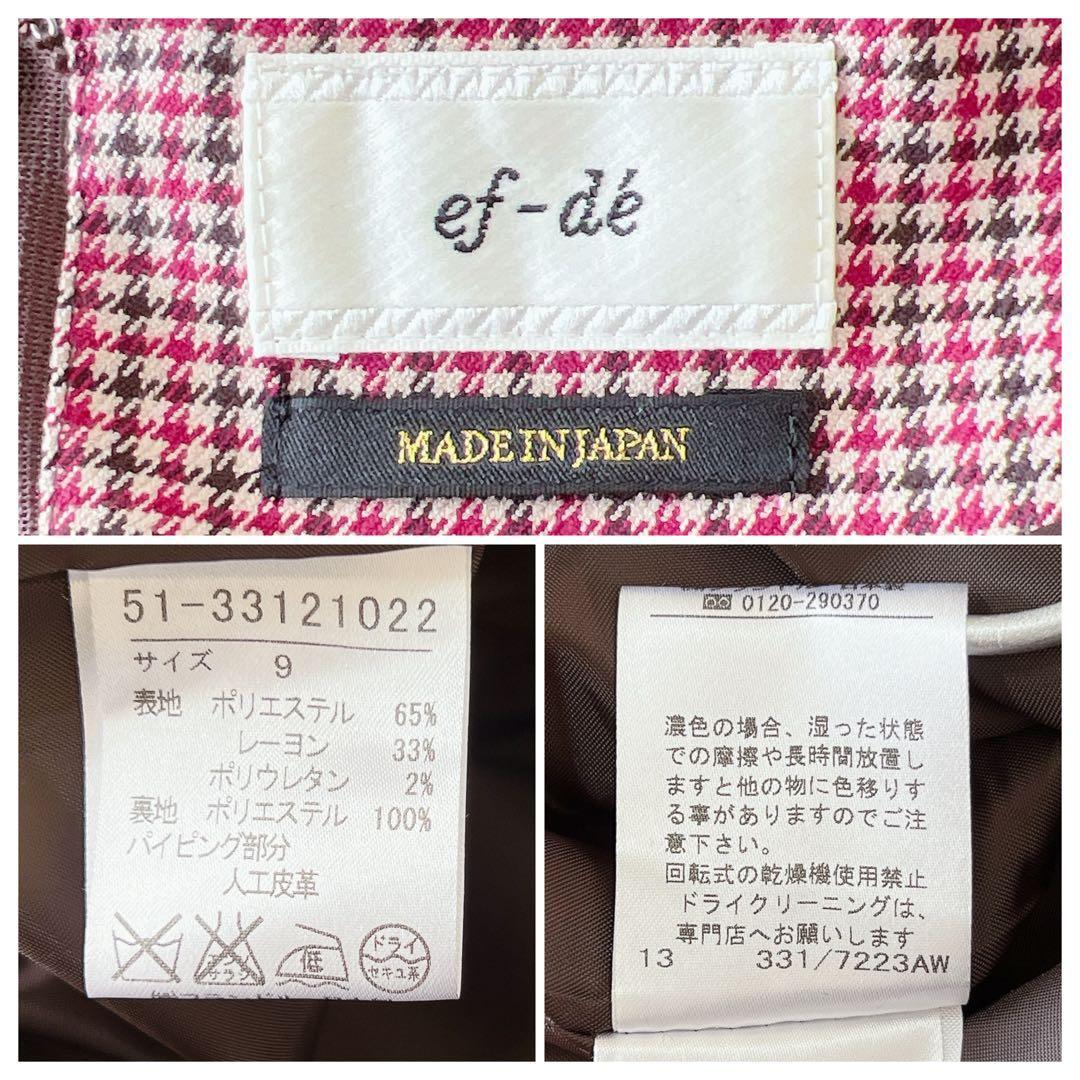 ef-dé
MADE IN JAPAN
51-33121022
サイズ 9
表地 ポリエステル 65%
レーヨン 33%
ポリウレタン 2%
裏地 ポリエステル 100%
パイピング部分
人工皮革
エンソ
サラシ
低
ドライ
セキユ系
0120-290370
濃色の場合、湿った状態
での摩擦や長時間放置し
ますと他の物に色移りす
る事がありますのでご注
意下さい。
回転式の乾燥機使用禁止
ドライクリーニングは、
専門店へお願いします
13 331/7223AW